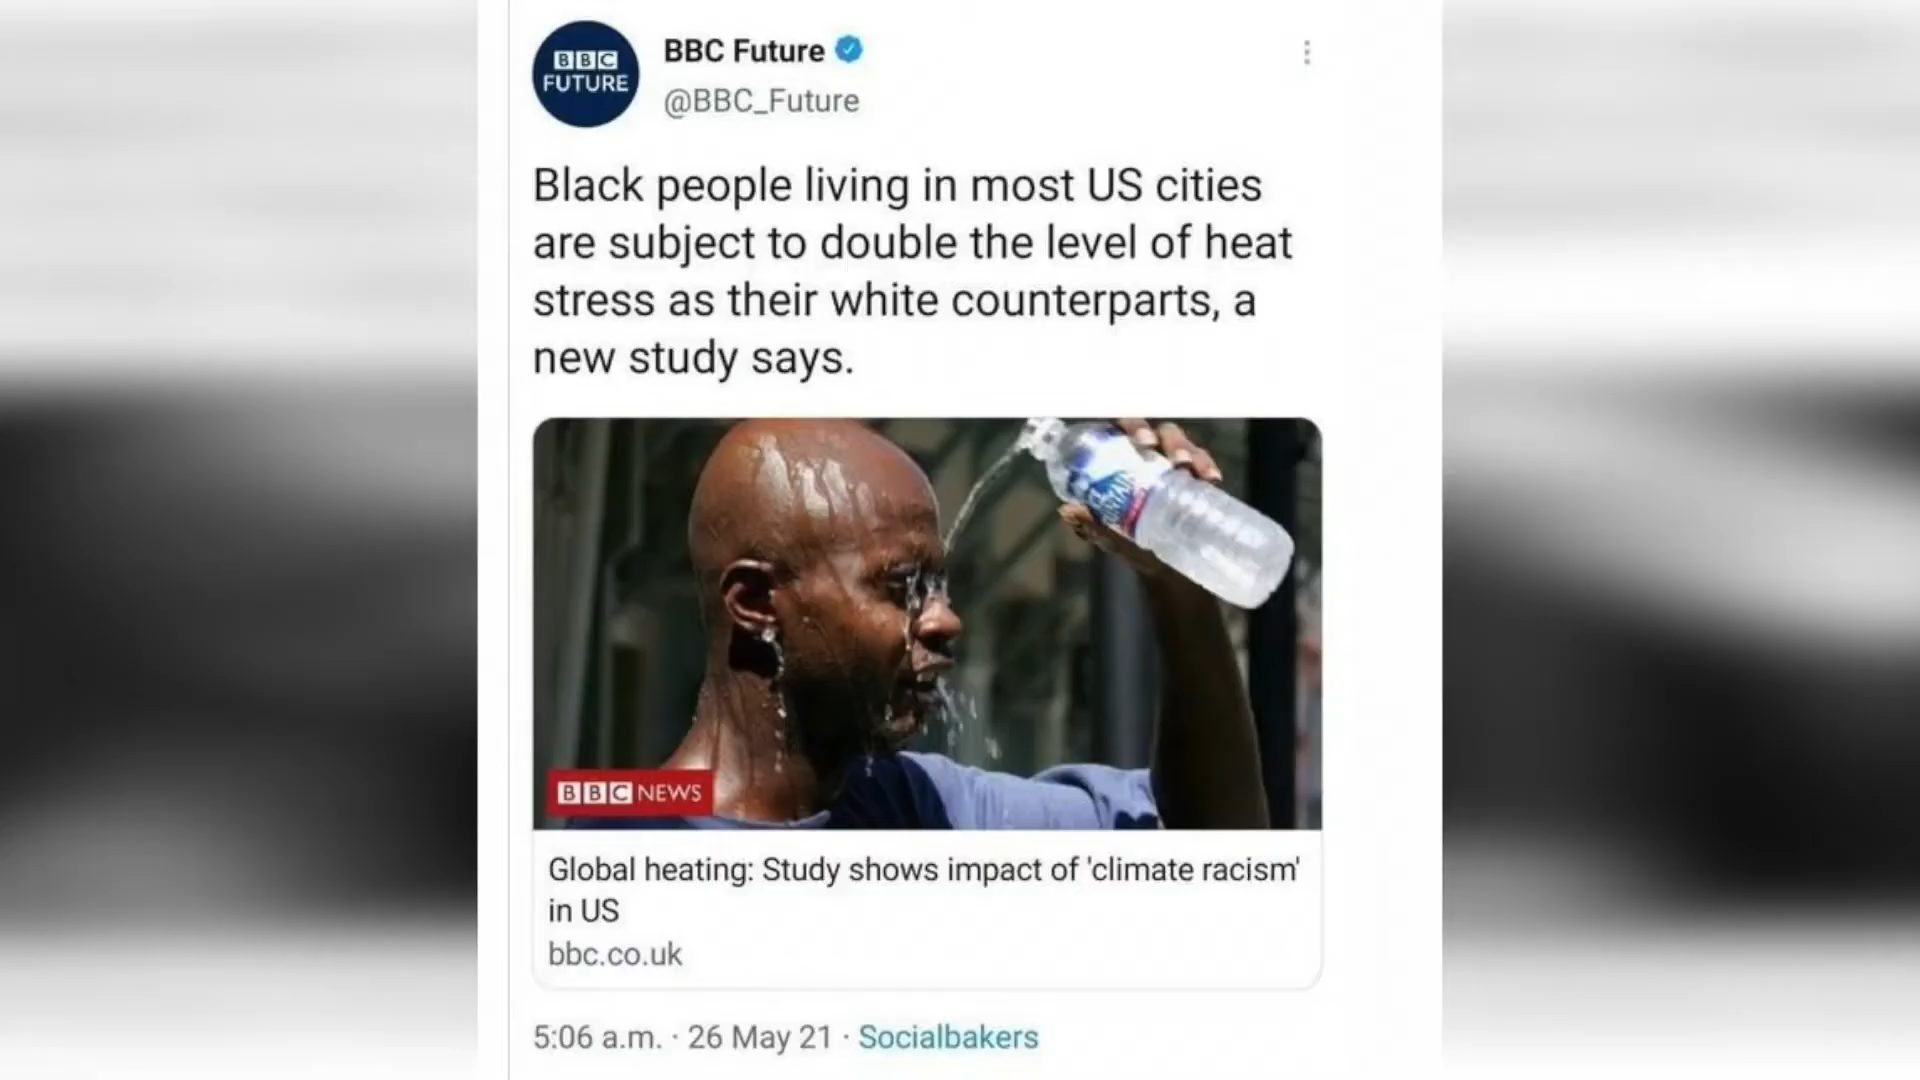 BBC
FUTURE
BBC Future
@BBC_Future
Black people living in most US cities
are subject to double the level of heat
stress as their white counterparts, a
new study says.
BBC NEWS
Global heating: Study shows impact of 'climate racism'
in US
bbc.co.uk
5:06 a.m. · 26 May 21 · Socialbakers